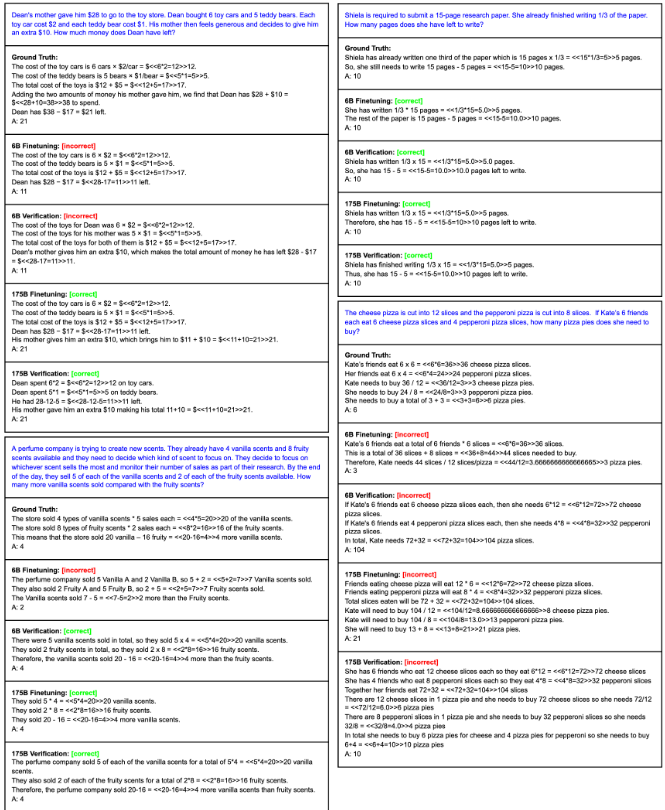 Dean's mother gave him $28 to go to the toy store. Dean bought 6 toy cars and 5 teddy bears. Each
toy car cost $2 and each teddy bear cost $1. His mother then feels generous and decides to give him
an extra $10. How much money does Dean have left?
Ground Truth:
The cost of the toy cars is 6 cars × $2/car = $<<6*2=12>>12.
The cost of the teddy bears is 5 bears × $1/bear = $<<5*1=5>>5.
The total cost of the toys is $12 + $5 = $<<12+5=17>>17.
Adding the two amounts of money his mother gave him, we find that Dean has $28 + $10 =
$<<28+10=38>>38 to spend.
Dean has $38 − $17 = $21 left.
A: 21
6B Finetuning: [incorrect]
The cost of the toy cars is 6 × $2 = $<<6*2=12>>12.
The cost of the teddy bears is 5 × $1 = $<<5*1=5>>5.
The total cost of the toys is $12 + $5 = $<<12+5=17>>17.
Dean has $28 − $17 = $<<28-17=11>>11 left.
A: 11
6B Verification: [incorrect]
The cost of the toys for Dean was 6 × $2 = $<<6*2=12>>12.
The cost of the toys for his mother was 5 × $1 = $<<5*1=5>>5.
The total cost of the toys for both of them is $12 + $5 = $<<12+5=17>>17.
Dean's mother gives him an extra $10, which makes the total amount of money he has left $28 - $17
= $<<28-17=11>>11.
A: 11
175B Finetuning: [correct]
The cost of the toy cars is 6 × $2 = $<<6*2=12>>12.
The cost of the teddy bears is 5 × $1 = $<<5*1=5>>5.
The total cost of the toys is $12 + $5 = $<<12+5=17>>17.
Dean has $28 − $17 = $<<28-17=11>>11 left.
His mother gives him an extra $10, which brings him to $11 + $10 = $<<11+10=21>>21.
A: 21
175B Verification: [correct]
Dean spent 6*2 = $<<6*2=12>>12 on toy cars.
Dean spent 5*1 = $<<5*1=5>>5 on teddy bears.
He had 28-12-5 = $<<28-12-5=11>>11 left.
His mother gave him an extra $10 making his total 11+10 = $<<11+10=21>>21.
A: 21
A perfume company is trying to create new scents. They already have 4 vanilla scents and 8 fruity
scents available and they need to decide which kind of scent to focus on. They decide to focus on
whichever scent sells the most and monitor their number of sales as part of their research. By the end
of the day, they sell 5 of each of the vanilla scents and 2 of each of the fruity scents available. How
many more vanilla scents sold compared with the fruity scents?
Ground Truth:
The store sold 4 types of vanilla scents * 5 sales each = <<4*5=20>>20 of the vanilla scents.
The store sold 8 types of fruity scents * 2 sales each = <<8*2=16>>16 of the fruity scents.
This means that the store sold 20 vanilla – 16 fruity = <<20-16=4>>4 more vanilla scents.
A: 4
6B Finetuning: [incorrect]
The perfume company sold 5 Vanilla A and 2 Vanilla B, so 5 + 2 = <<5+2=7>>7 Vanilla scents sold.
They also sold 2 Fruity A and 5 Fruity B, so 2 + 5 = <<2+5=7>>7 Fruity scents sold.
The Vanilla scents sold 7 - 5 = <<7-5=2>>2 more than the Fruity scents.
A: 2
6B Verification: [correct]
There were 5 vanilla scents sold in total, so they sold 5 x 4 = <<5*4=20>>20 vanilla scents.
They sold 2 fruity scents in total, so they sold 2 x 8 = <<2*8=16>>16 fruity scents.
Therefore, the vanilla scents sold 20 - 16 = <<20-16=4>>4 more than the fruity scents.
A: 4
175B Finetuning: [correct]
They sold 5 * 4 = <<5*4=20>>20 vanilla scents.
They sold 2 * 8 = <<2*8=16>>16 fruity scents.
They sold 20 - 16 = <<20-16=4>>4 more vanilla scents.
A: 4
175B Verification: [correct]
The perfume company sold 5 of each of the vanilla scents for a total of 5*4 = <<5*4=20>>20 vanilla
scents.
They also sold 2 of each of the fruity scents for a total of 2*8 = <<2*8=16>>16 fruity scents.
Therefore, the perfume company sold 20-16 = <<20-16=4>>4 more vanilla scents than fruity scents.
A: 4
Shiela is required to submit a 15-page research paper. She already finished writing 1/3 of the paper.
How many pages does she have left to write?
Ground Truth:
Shiela has already written one third of the paper which is 15 pages x 1/3 = <<15*1/3=5>>5 pages.
So, she still needs to write 15 pages - 5 pages = <<15-5=10>>10 pages.
A: 10
6B Finetuning: [correct]
She has written 1/3 * 15 pages = <<1/3*15=5.0>>5 pages.
The rest of the paper is 15 pages - 5 pages = <<15-5=10.0>>10 pages.
A: 10
6B Verification: [correct]
Shiela has written 1/3 x 15 = <<1/3*15=5>>5.0 pages.
So, she has 15 - 5 = <<15-5=10.0>>10.0 pages left to write.
A: 10
175B Finetuning: [correct]
Shiela has written 1/3 x 15 = <<1/3*15=5.0>>5 pages.
Therefore, she has 15 - 5 = <<15-5=10>>10 pages left to write.
A: 10
175B Verification: [correct]
Shiela has finished writing 1/3 x 15 = <<1/3*15=5.0>>5 pages.
Thus, she has 15 - 5 = <<15-5=10.0>>10 pages left to write.
A: 10
The cheese pizza is cut into 12 slices and the pepperoni pizza is cut into 8 slices. If Kate's 6 friends
each eat 6 cheese pizza slices and 4 pepperoni pizza slices, how many pizza pies does she need to
buy?
Ground Truth:
Kate's friends eat 6 x 6 = <<6*6=36>>36 cheese pizza slices.
Her friends eat 6 x 4 = <<6*4=24>>24 pepperoni pizza slices.
Kate needs to buy 36 / 12 = <<36/12=3>>3 cheese pizza pies.
She needs to buy 24 / 8 = <<24/8=3>>3 pepperoni pizza pies.
She needs to buy a total of 3 + 3 = <<3+3=6>>6 pizza pies.
A: 6
6B Finetuning: [incorrect]
Kate's 6 friends eat a total of 6 friends * 6 slices = <<6*6=36>>36 slices.
This is a total of 36 slices + 8 slices = <<36+8=44>>44 slices needed to buy.
Therefore, Kate needs 44 slices / 12 slices/pizza = <<44/12=3.6666666666666665>>3 pizza pies.
A: 3
6B Verification: [incorrect]
If Kate's 6 friends eat 6 cheese pizza slices each, then she needs 6*12 = <<6*12=72>>72 cheese
pizza slices.
If Kate's 6 friends eat 4 pepperoni pizza slices each, then she needs 4*8 = <<4*8=32>>32 pepperoni
pizza slices.
In total, Kate needs 72+32 = <<72+32=104>>104 pizza slices.
A: 104
175B Finetuning: [incorrect]
Friends eating cheese pizza will eat 12 * 6 = <<12*6=72>>72 cheese pizza slices.
Friends eating pepperoni pizza will eat 8 * 4 = <<8*4=32>>32 pepperoni pizza slices.
Total slices eaten will be 72 + 32 = <<72+32=104>>104 slices.
Kate will need to buy 104 / 12 = <<104/12=8.666666666666666>>8 cheese pizza pies.
Kate will need to buy 104 / 8 = <<104/8=13.0>>13 pepperoni pizza pies.
She will need to buy 13 + 8 = <<13+8=21>>21 pizza pies.
A: 21
175B Verification: [incorrect]
She has 6 friends who eat 12 cheese slices each so they eat 6*12 = <<6*12=72>>72 cheese slices
She has 4 friends who eat 8 pepperoni slices each so they eat 4*8 = <<4*8=32>>32 pepperoni slices
Together her friends eat 72+32 = <<72+32=104>>104 slices
There are 12 cheese slices in 1 pizza pie and she needs to buy 72 cheese slices so she needs 72/12
= <<72/12=6.0>>6 pizza pies
There are 8 pepperoni slices in 1 pizza pie and she needs to buy 32 pepperoni slices so she needs
32/8 = <<32/8=4.0>>4 pizza pies
In total she needs to buy 6 pizza pies for cheese and 4 pizza pies for pepperoni so she needs to buy
6+4 = <<6+4=10>>10 pizza pies
A: 10